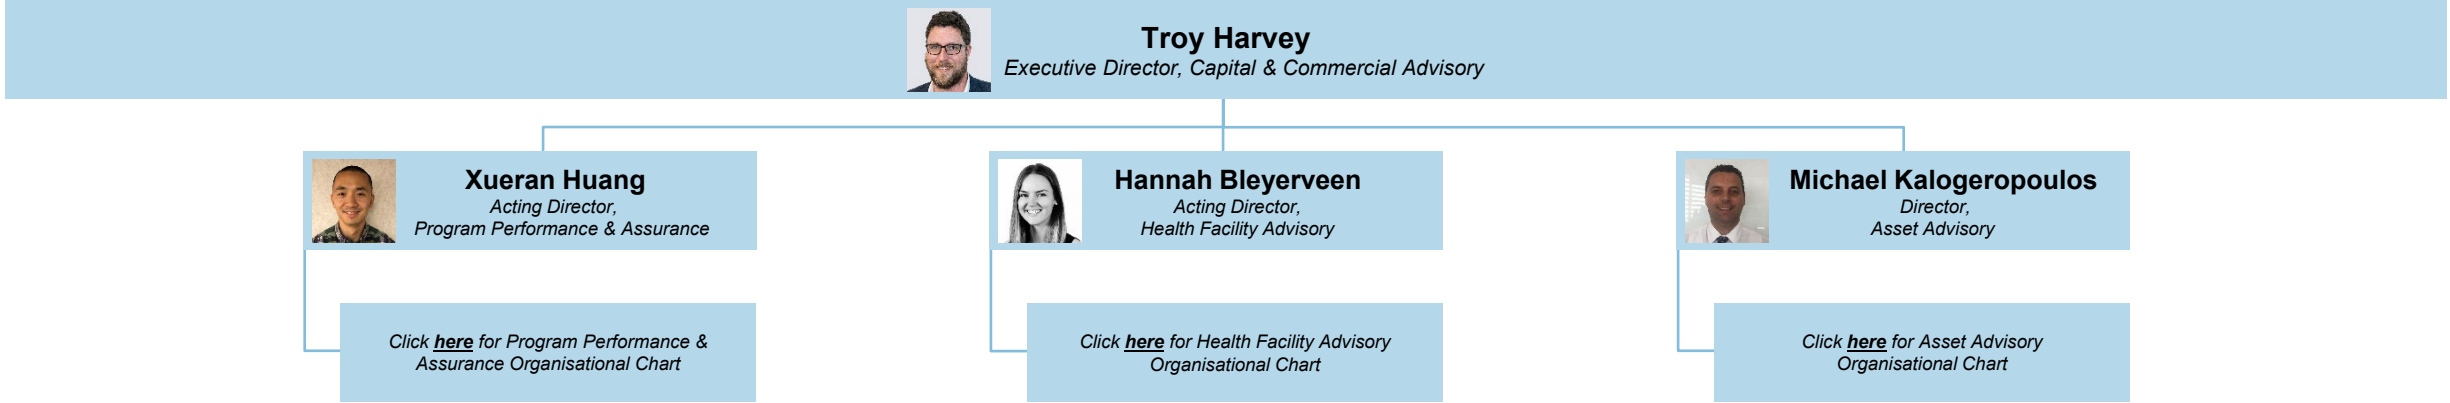 Troy Harvey
Executive Director, Capital & Commercial Advisory
Xueran Huang
Acting Director,
Program Performance & Assurance
Hannah Bleyerveen
Acting Director,
Health Facility Advisory
Michael Kalogeropoulos
Director,
Asset Advisory
Click here for Program Performance &
Assurance Organisational Chart
Click here for Health Facility Advisory
Organisational Chart
Click here for Asset Advisory
Organisational Chart